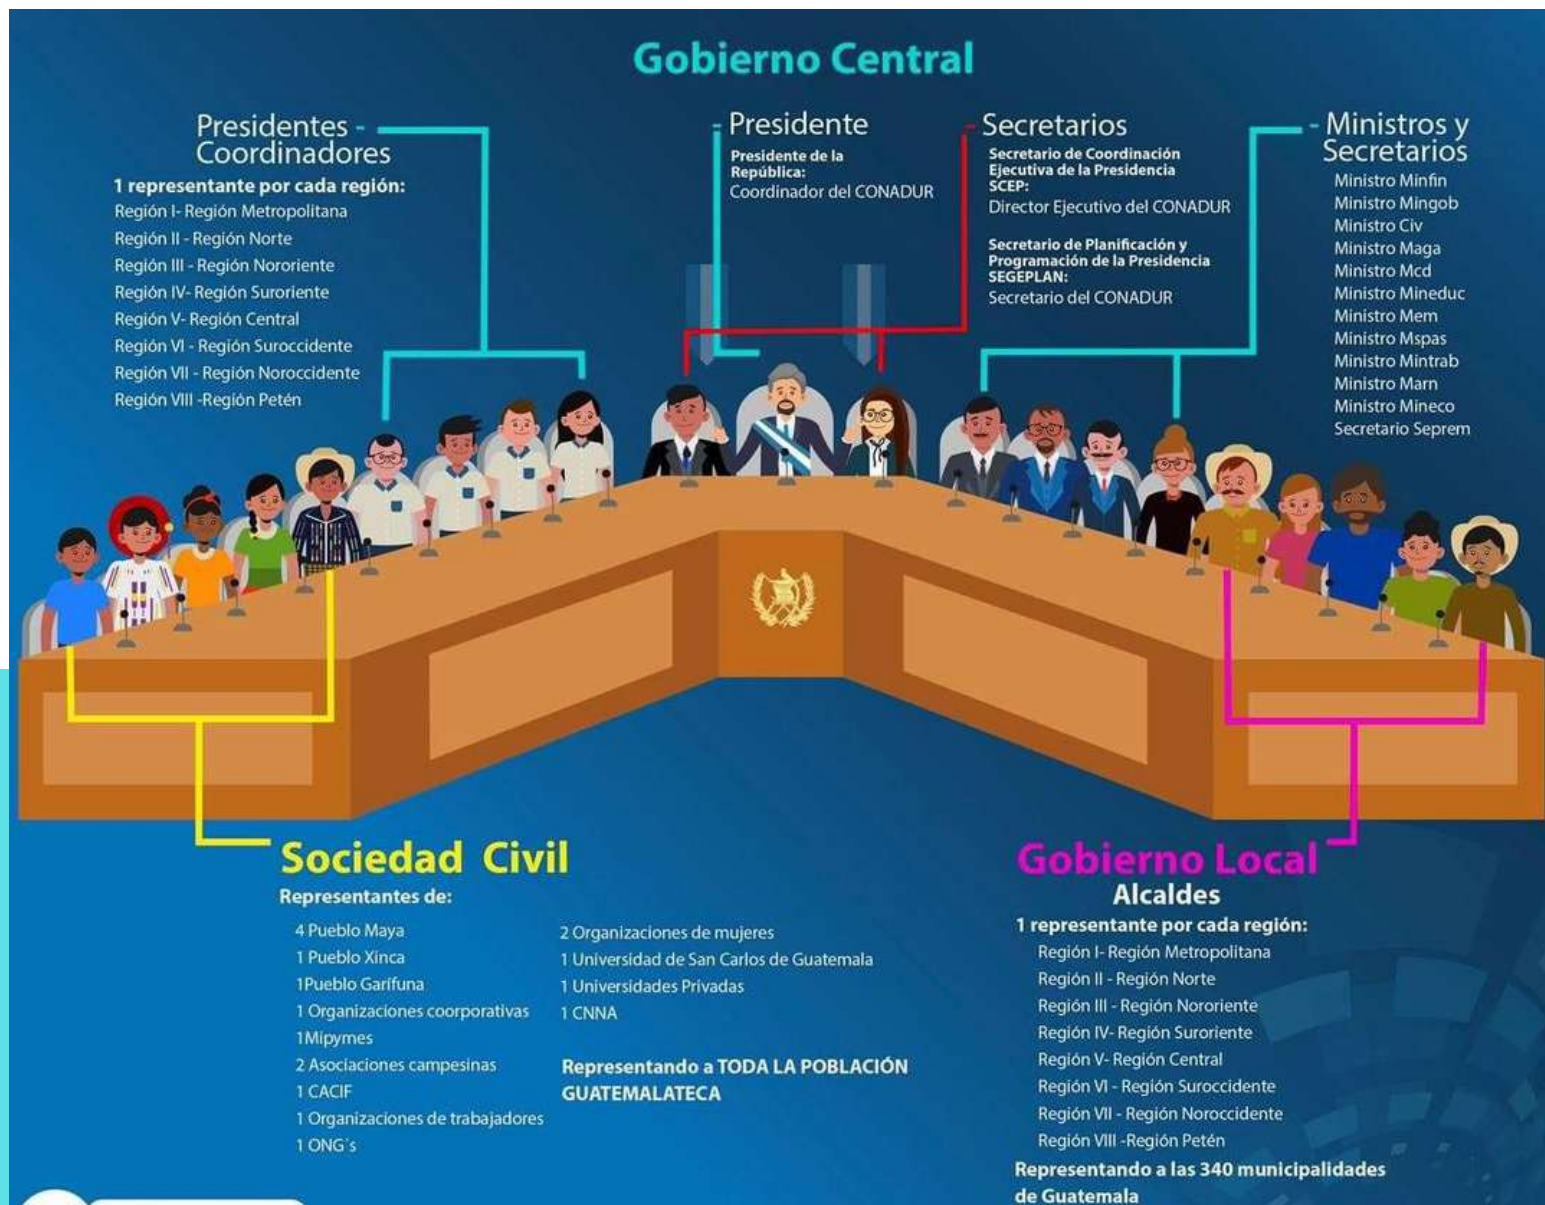 Gobierno Central
Presidentes -
Coordinadores
1 representante por cada región:
Región I- Región Metropolitana
Región II - Región Norte
Región III - Región Nororiente
Región IV- Región Suroriente
Región V- Región Central
Región VI - Región Suroccidente
Región VII - Región Noroccidente
Región VIII -Región Petén
- Presidente
Presidente de la
República:
Coordinador del CONADUR
- Secretarios
Secretario de Coordinación
Ejecutiva de la Presidencia
SCEP:
Director Ejecutivo del CONADUR
Secretario de Planificación y
Programación de la Presidencia
SEGEPLAN:
Secretario del CONADUR
- Ministros y
Secretarios
Ministro Minfin
Ministro Mingob
Ministro Civ
Ministro Maga
Ministro Mcd
Ministro Mineduc
Ministro Mem
Ministro Mspas
Ministro Mintrab
Ministro Marn
Ministro Mineco
Secretario Seprem
Sociedad Civil
Representantes de:
4 Pueblo Maya
1 Pueblo Xinca
1Pueblo Garífuna
1 Organizaciones coorporativas
1Mipymes
2 Asociaciones campesinas
1 CACIF
1 Organizaciones de trabajadores
1 ONG´s
2 Organizaciones de mujeres
1 Universidad de San Carlos de Guatemala
1 Universidades Privadas
1 CNNA
Representando a TODA LA POBLACIÓN
GUATEMALATECA
Gobierno Local
Alcaldes
1 representante por cada región:
Región I- Región Metropolitana
Región II - Región Norte
Región III - Región Nororiente
Región IV- Región Suroriente
Región V- Región Central
Región VI - Región Suroccidente
Región VII - Región Noroccidente
Región VIII -Región Petén
Representando a las 340 municipalidades
de Guatemala